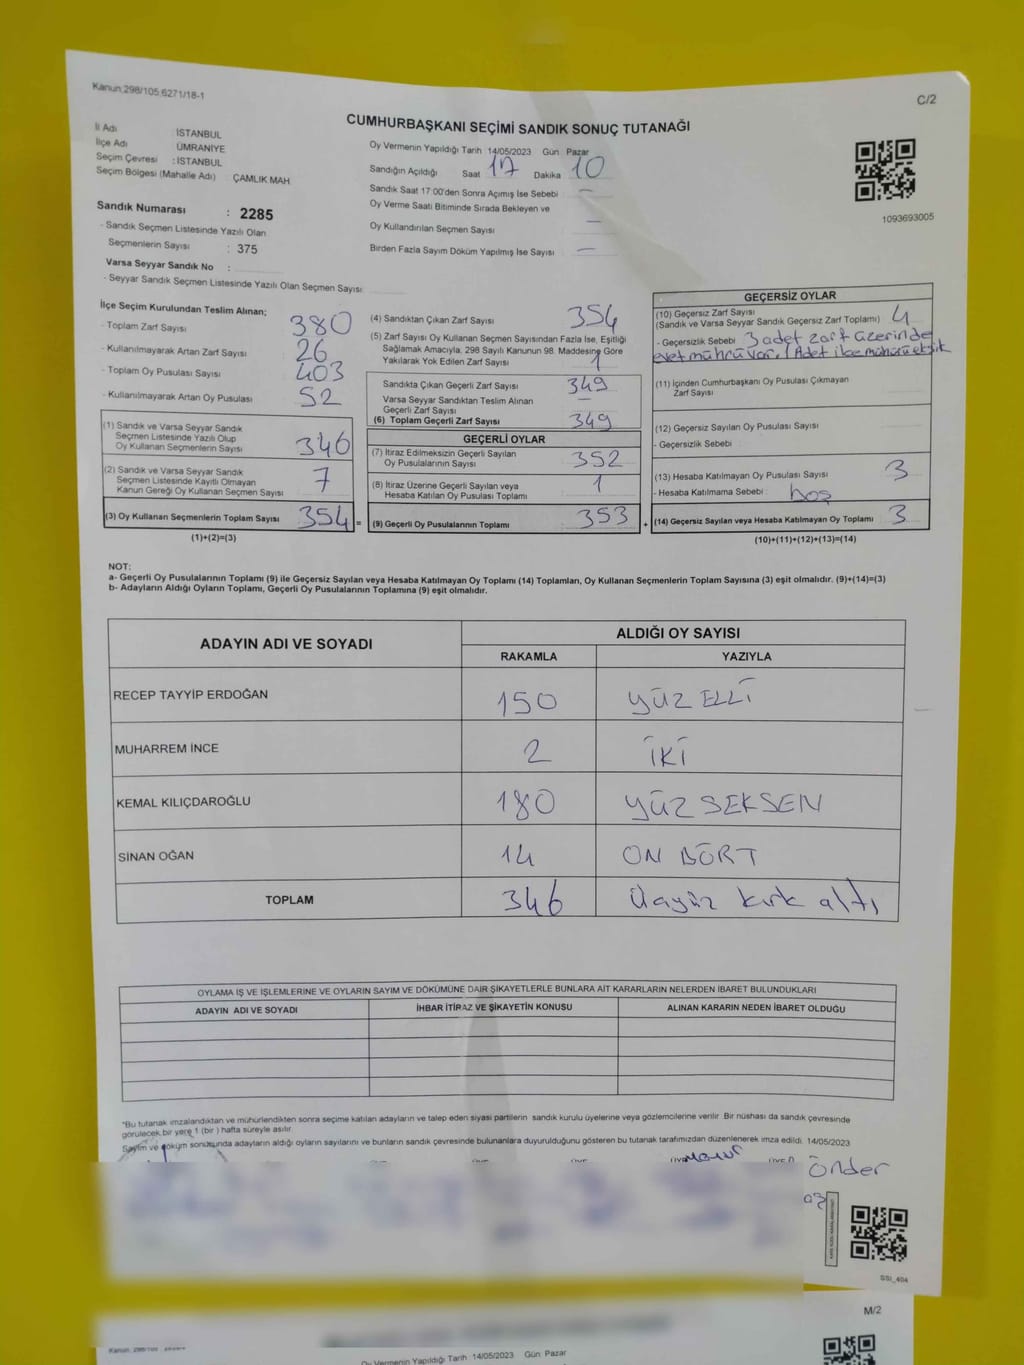 Kanun:298/105,6271/18-1
C/2
CUMHURBAŞKANI SEÇİMİ SANDIK SONUÇ TUTANAĞI
İl Adı : İSTANBUL
İlçe Adı ÜMRANİYE
Seçim Çevresi : İSTANBUL
Seçim Bölgesi (Mahalle Adı) : ÇAMLIK MAH.
Sandık Numarası : 2285
- Sandık Seçmen Listesinde Yazılı Olan
Seçmenlerin Sayısı : 375
Varsa Seyyar Sandık No :
- Seyyar Sandık Seçmen Listesinde Yazılı Olan Seçmen Sayısı
Oy Vermenin Yapıldığı Tarih 14/05/2023 Gün Pazar
Sandığın Açıldığı Saat 17 Dakika 10
Sandık Saat 17:00'den Sonra Açımış İse Sebebi —
Oy Verme Saati Bitiminde Sırada Bekleyen ve
Oy Kullandırılan Seçmen Sayısı —
Birden Fazla Sayım Döküm Yapılmış İse Sayısı —
1093693005
İlçe Seçim Kurulundan Teslim Alınan;
- Toplam Zarf Sayısı 380
- Kullanılmayarak Artan Zarf Sayısı 26
- Toplam Oy Pusulası Sayısı 403
- Kullanılmayarak Artan Oy Pusulası 52
(1) Sandık ve Varsa Seyyar Sandık
Seçmen Listesinde Yazılı Olup
Oy Kullanan Seçmenlerin Sayısı 346
(2) Sandık ve Varsa Seyyar Sandık
Seçmen Listesinde Kayıtlı Olmayan
Kanun Gereği Oy Kullanan Seçmen Sayısı 7
(3) Oy Kullanan Seçmenlerin Toplam Sayısı 354 =
(1)+(2)=(3)
(4) Sandıktan Çıkan Zarf Sayısı 354
(5) Zarf Sayısı Oy Kullanan Seçmen Sayısından Fazla İse, Eşitliği
Sağlamak Amacıyla, 298 Sayılı Kanunun 98. Maddesine Göre
Yakılarak Yok Edilen Zarf Sayısı 1
Sandıkta Çıkan Geçerli Zarf Sayısı 349
Varsa Seyyar Sandıktan Teslim Alınan
Geçerli Zarf Sayısı —
(6) Toplam Geçerli Zarf Sayısı 349
GEÇERLİ OYLAR
(7) İtiraz Edilmeksizin Geçerli Sayılan
Oy Pusulalarının Sayısı 352
(8) İtiraz Üzerine Geçerli Sayılan veya
Hesaba Katılan Oy Pusulası Toplamı 1
(9) Geçerli Oy Pusulalarının Toplamı 353 +
GEÇERSİZ OYLAR
(10) Geçersiz Zarf Sayısı
(Sandık ve Varsa Seyyar Sandık Geçersiz Zarf Toplamı) 4
- Geçersizlik Sebebi 3 adet zarf üzerinde
evet mührü var. 1 Adet ilçe mührü eksik
(11) İçinden Cumhurbaşkanı Oy Pusulası Çıkmayan
Zarf Sayısı
(12) Geçersiz Sayılan Oy Pusulası Sayısı
- Geçersizlik Sebebi
(13) Hesaba Katılmayan Oy Pusulası Sayısı 3
- Hesaba Katılmama Sebebi : boş
(14) Geçersiz Sayılan veya Hesaba Katılmayan Oy Toplamı 3
(10)+(11)+(12)+(13)=(14)
NOT:
a- Geçerli Oy Pusulalarının Toplamı (9) ile Geçersiz Sayılan veya Hesaba Katılmayan Oy Toplamı (14) Toplamları, Oy Kullanan Seçmenlerin Toplam Sayısına (3) eşit olmalıdır. (9)+(14)=(3)
b- Adayların Aldığı Oyların Toplamı, Geçerli Oy Pusulalarının Toplamına (9) eşit olmalıdır.
ADAYIN ADI VE SOYADI ALDIĞI OY SAYISI
RAKAMLA YAZIYLA
RECEP TAYYİP ERDOĞAN 150 YÜZ ELLİ
MUHARREM İNCE 2 İKİ
KEMAL KILIÇDAROĞLU 180 YÜZ SEKSEN
SİNAN OĞAN 14 ON DÖRT
TOPLAM 346 Üçyüz kırk altı
OYLAMA İŞ VE İŞLEMLERİNE VE OYLARIN SAYIM VE DÖKÜMÜNE DAİR ŞİKAYETLERLE BUNLARA AİT KARARLARIN NELERDEN İBARET BULUNDUKLARI
ADAYIN ADI VE SOYADI İHBAR İTİRAZ VE ŞİKAYETİN KONUSU ALINAN KARARIN NEDEN İBARET OLDUĞU
"Bu tutanak imzalandıktan ve mühürlendikten sonra seçime katılan adayların ve talep eden siyasi partilerin sandık kurulu üyelerine veya gözlemcilerine verilir .Bir nüshası da sandık çevresinde
görülecek bir yere 1 (bir ) hafta süreyle asılır.
Sayım ve döküm sonucunda adayların aldığı oyların sayılarını ve bunların sandık çevresinde bulunanlara duyurulduğunu gösteren bu tutanak tarafımızdan düzenlenerek imza edildi. 14/05/2023
Önder
SSI_404
M/2
Oy Vermenin Yapıldığı Tarih 14/05/2023 Gün Pazar